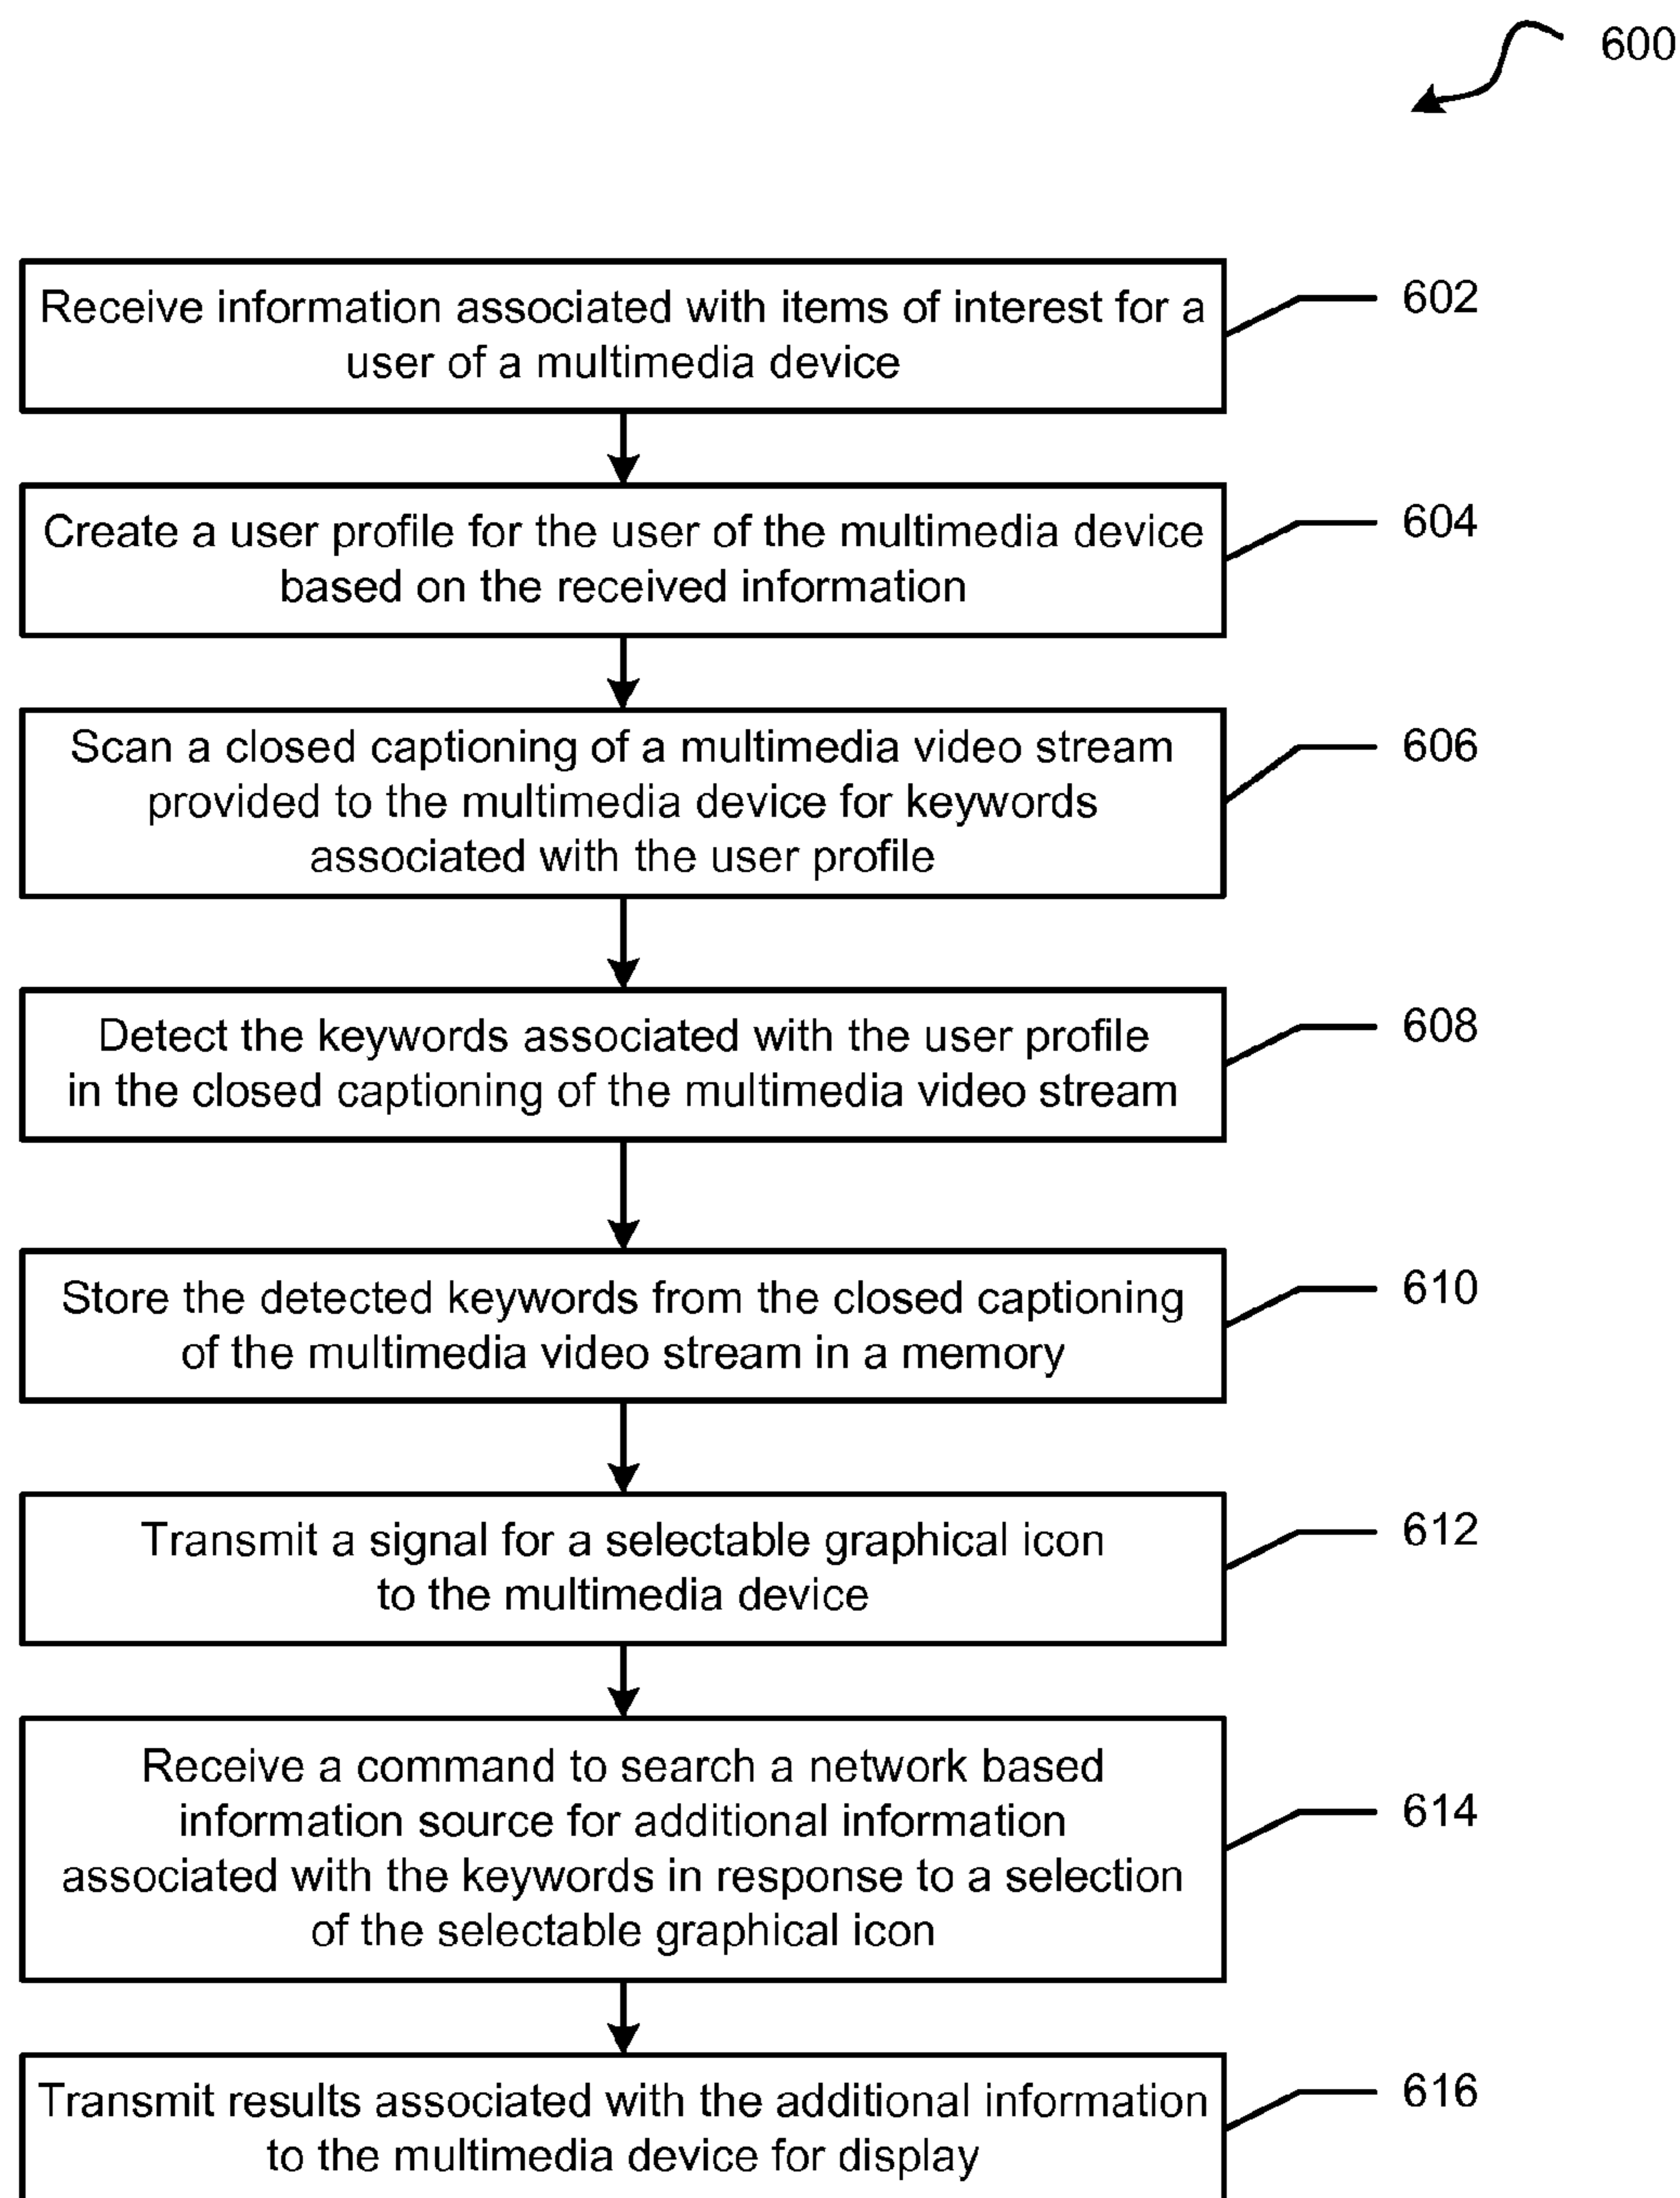 600
Receive information associated with items of interest for a
user of a multimedia device
602
Create a user profile for the user of the multimedia device
based on the received information
604
Scan a closed captioning of a multimedia video stream
provided to the multimedia device for keywords
associated with the user profile
606
Detect the keywords associated with the user profile
in the closed captioning of the multimedia video stream
608
Store the detected keywords from the closed captioning
of the multimedia video stream in a memory
610
Transmit a signal for a selectable graphical icon
to the multimedia device
612
Receive a command to search a network based
information source for additional information
associated with the keywords in response to a selection
of the selectable graphical icon
614
Transmit results associated with the additional information
to the multimedia device for display
616